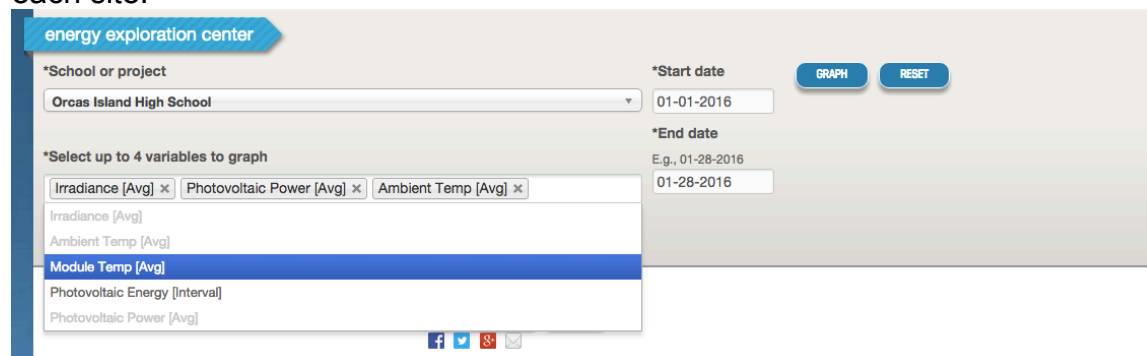 each site.
energy exploration center
*School or project
Orcas Island High School
*Start date
01-01-2016
GRAPH RESET
*End date
E.g., 01-28-2016
01-28-2016
*Select up to 4 variables to graph
Irradiance [Avg] × Photovoltaic Power [Avg] × Ambient Temp [Avg] ×
Irradiance [Avg]
Ambient Temp [Avg]
Module Temp [Avg]
Photovoltaic Energy [Interval]
Photovoltaic Power [Avg]